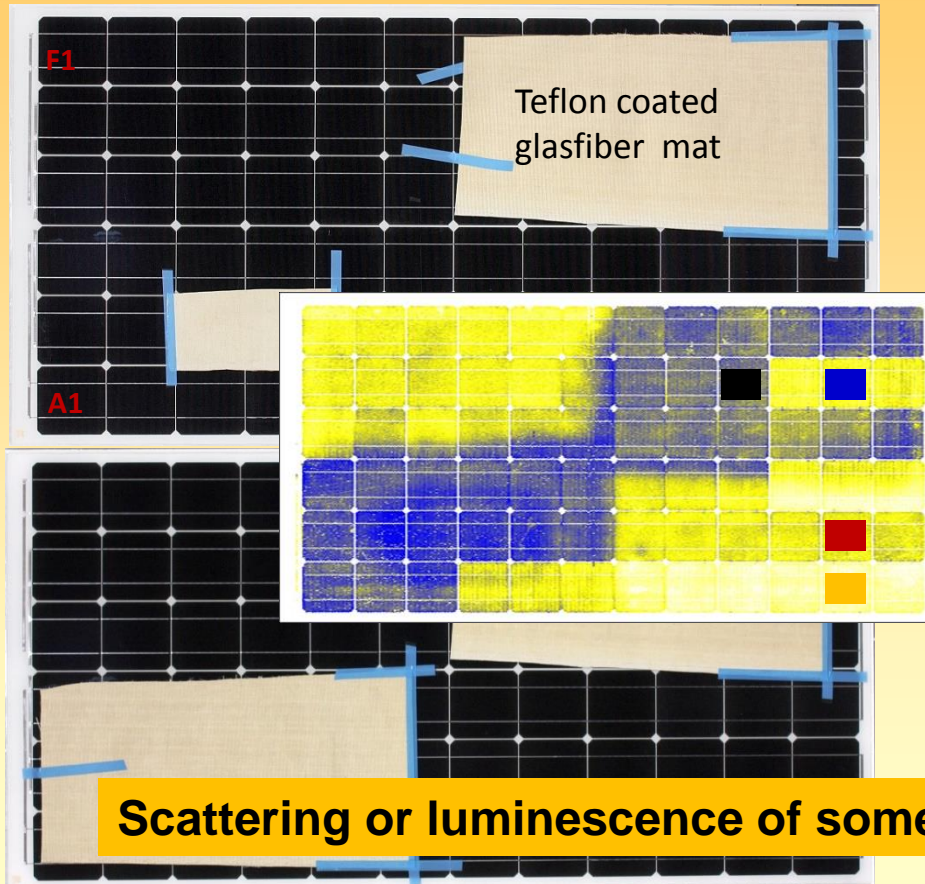 F1
Teflon coated
glasfiber mat
A1
Scattering or luminescence of some